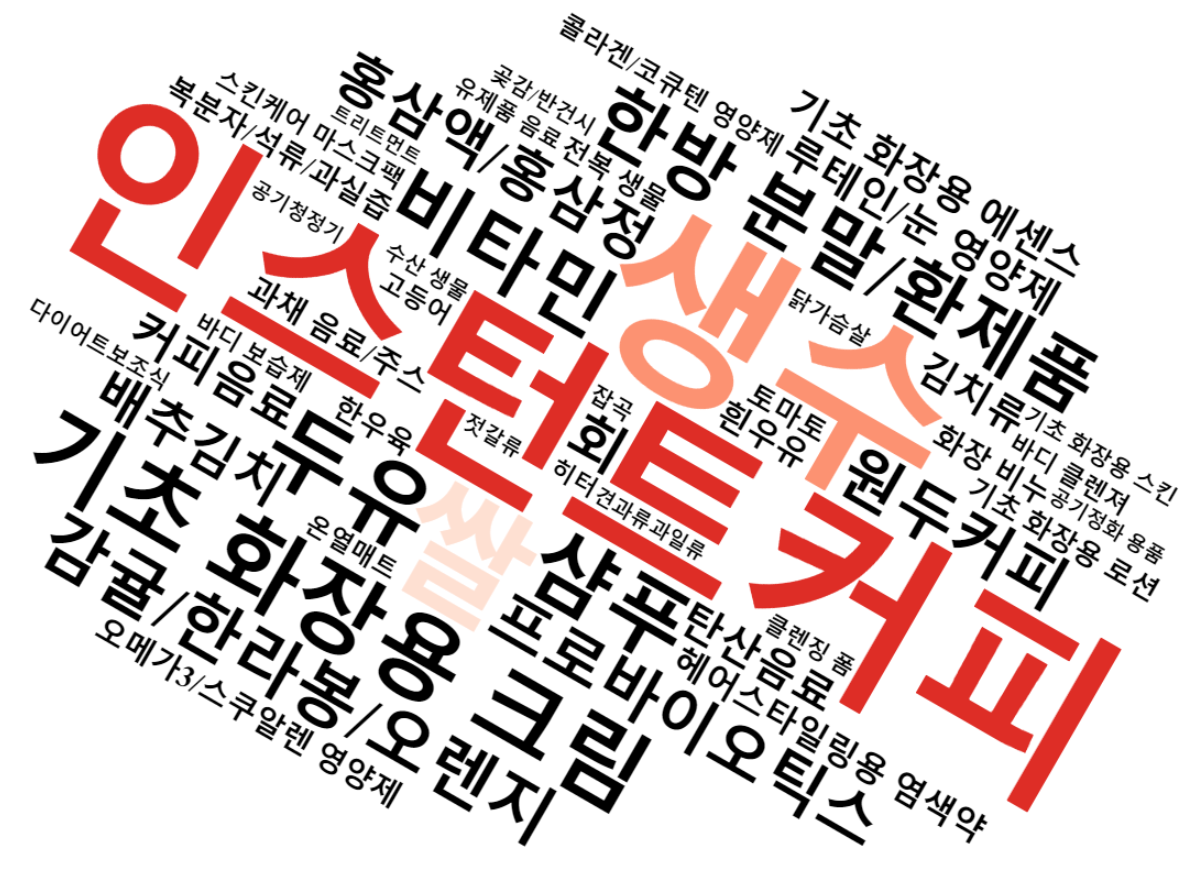 콜라겐/코큐텐 영양제
기초 화장용 에센스
루테인/눈 영양제
한방 분말/환제품
곶감/반건시
유제품 음료
전복 생물
홍삼액/홍삼정
트리트먼트
스킨케어 마스크팩
복분자/석류/과실즙
비타민
생수
인스턴트커피
공기청정기
수산 생물
고등어
과채 음료/주스
닭가슴살
김치류
기초 화장용 스킨
바디 클렌저
화장 비누
공기정화 용품
기초 화장용 로션
토마토
흰우유
원두커피
잡곡
회
젓갈류
히터
견과류
과일류
한우육
바디 보습제
커피음료
두유
다이어트보조식
배추김치
쌀
온열매트
기초 화장용 크림
감귤/한라봉/오렌지
오메가3/스쿠알렌 영양제
샴푸
프로바이오틱스
탄산음료
클렌징 폼
헤어스타일링용 염색약